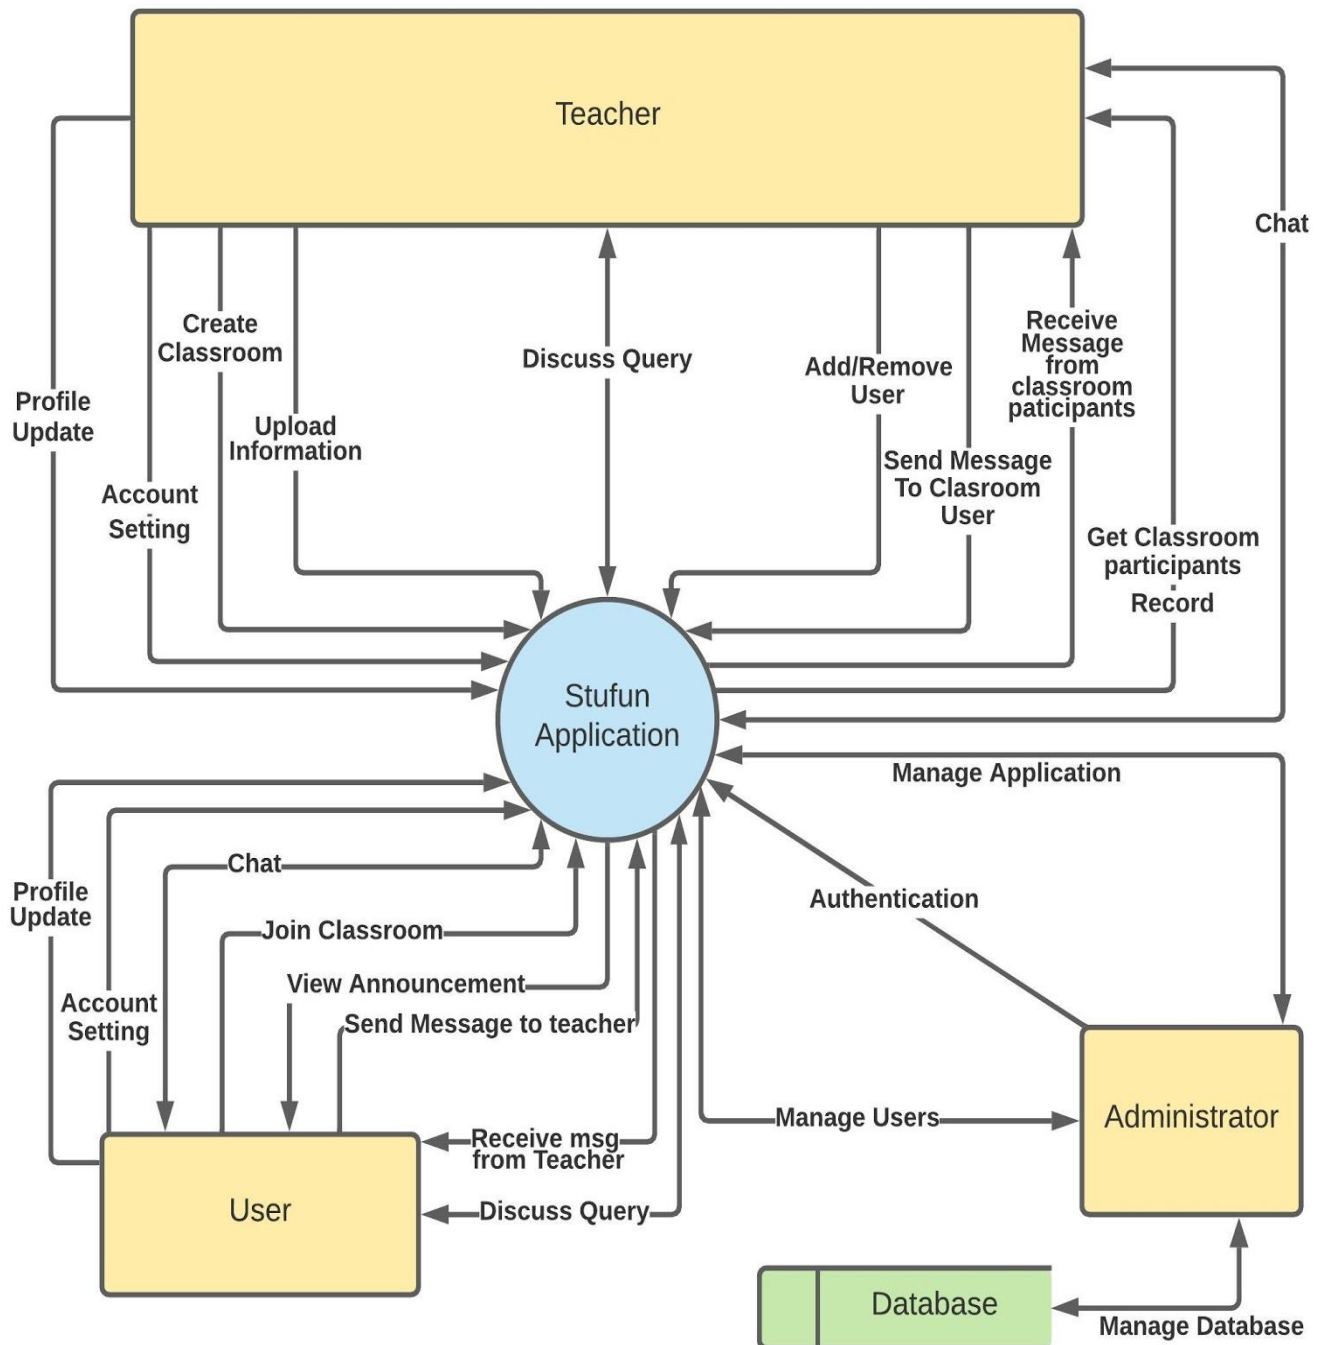 Teacher
Chat
Create
Classroom
Discuss Query
Receive
Message
from
classroom
paticipants
Add/Remove
User
Profile
Update
Upload
Information
Send Message
To Clasroom
User
Account
Setting
Get Classroom
participants
Record
Stufun
Application
Manage Application
Chat
Profile
Update
Authentication
Join Classroom
View Announcement
Account
Setting
Send Message to teacher
Manage Users
Administrator
Receive msg
from Teacher
User
Discuss Query
Database
Manage Database